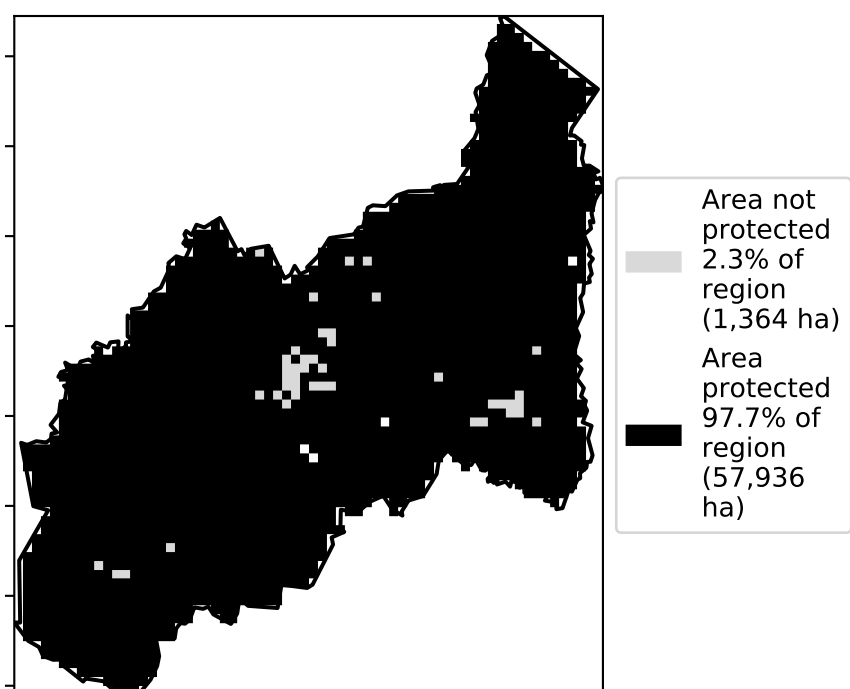 Area not
protected
2.3% of
region
(1,364 ha)
Area
protected
97.7% of
region
(57,936
ha)